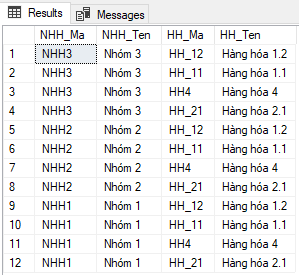 Results Messages
NHH_Ma NHH_Ten HH_Ma HH_Ten
1 NHH3 Nhóm 3 HH_12 Hàng hóa 1.2
2 NHH3 Nhóm 3 HH_11 Hàng hóa 1.1
3 NHH3 Nhóm 3 HH4 Hàng hóa 4
4 NHH3 Nhóm 3 HH_21 Hàng hóa 2.1
5 NHH2 Nhóm 2 HH_12 Hàng hóa 1.2
6 NHH2 Nhóm 2 HH_11 Hàng hóa 1.1
7 NHH2 Nhóm 2 HH4 Hàng hóa 4
8 NHH2 Nhóm 2 HH_21 Hàng hóa 2.1
9 NHH1 Nhóm 1 HH_12 Hàng hóa 1.2
10 NHH1 Nhóm 1 HH_11 Hàng hóa 1.1
11 NHH1 Nhóm 1 HH4 Hàng hóa 4
12 NHH1 Nhóm 1 HH_21 Hàng hóa 2.1